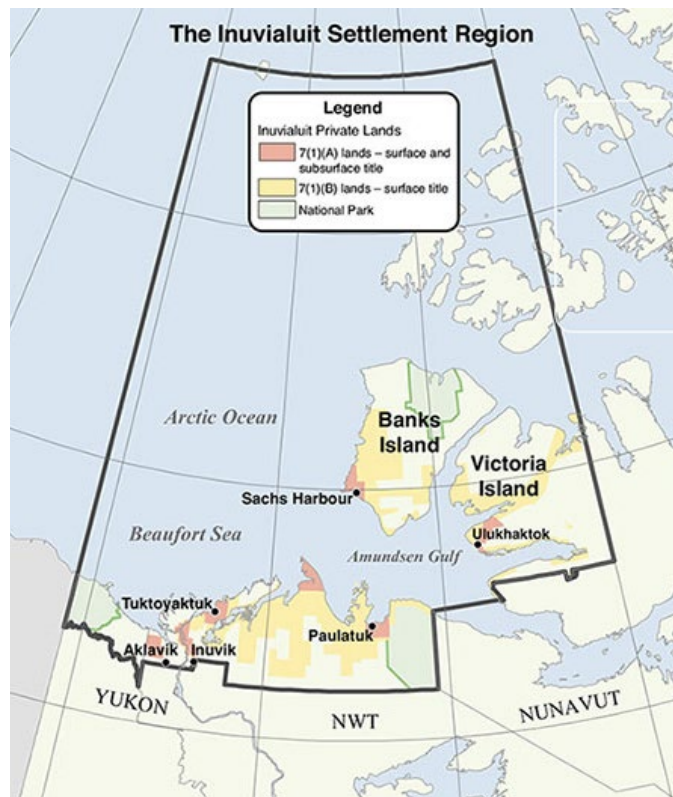 The Inuvialuit Settlement Region
Legend
Inuvialuit Private Lands
7(1)(A) lands – surface and
subsurface title
7(1)(B) lands – surface title
National Park
Arctic Ocean
Banks
Island
Victoria
Island
Sachs Harbour
Beaufort Sea
Amundsen Gulf
Ulukhaktok
Tuktoyaktuk
Paulatuk
Aklavik
Inuvik
YUKON
NWT
NUNAVUT